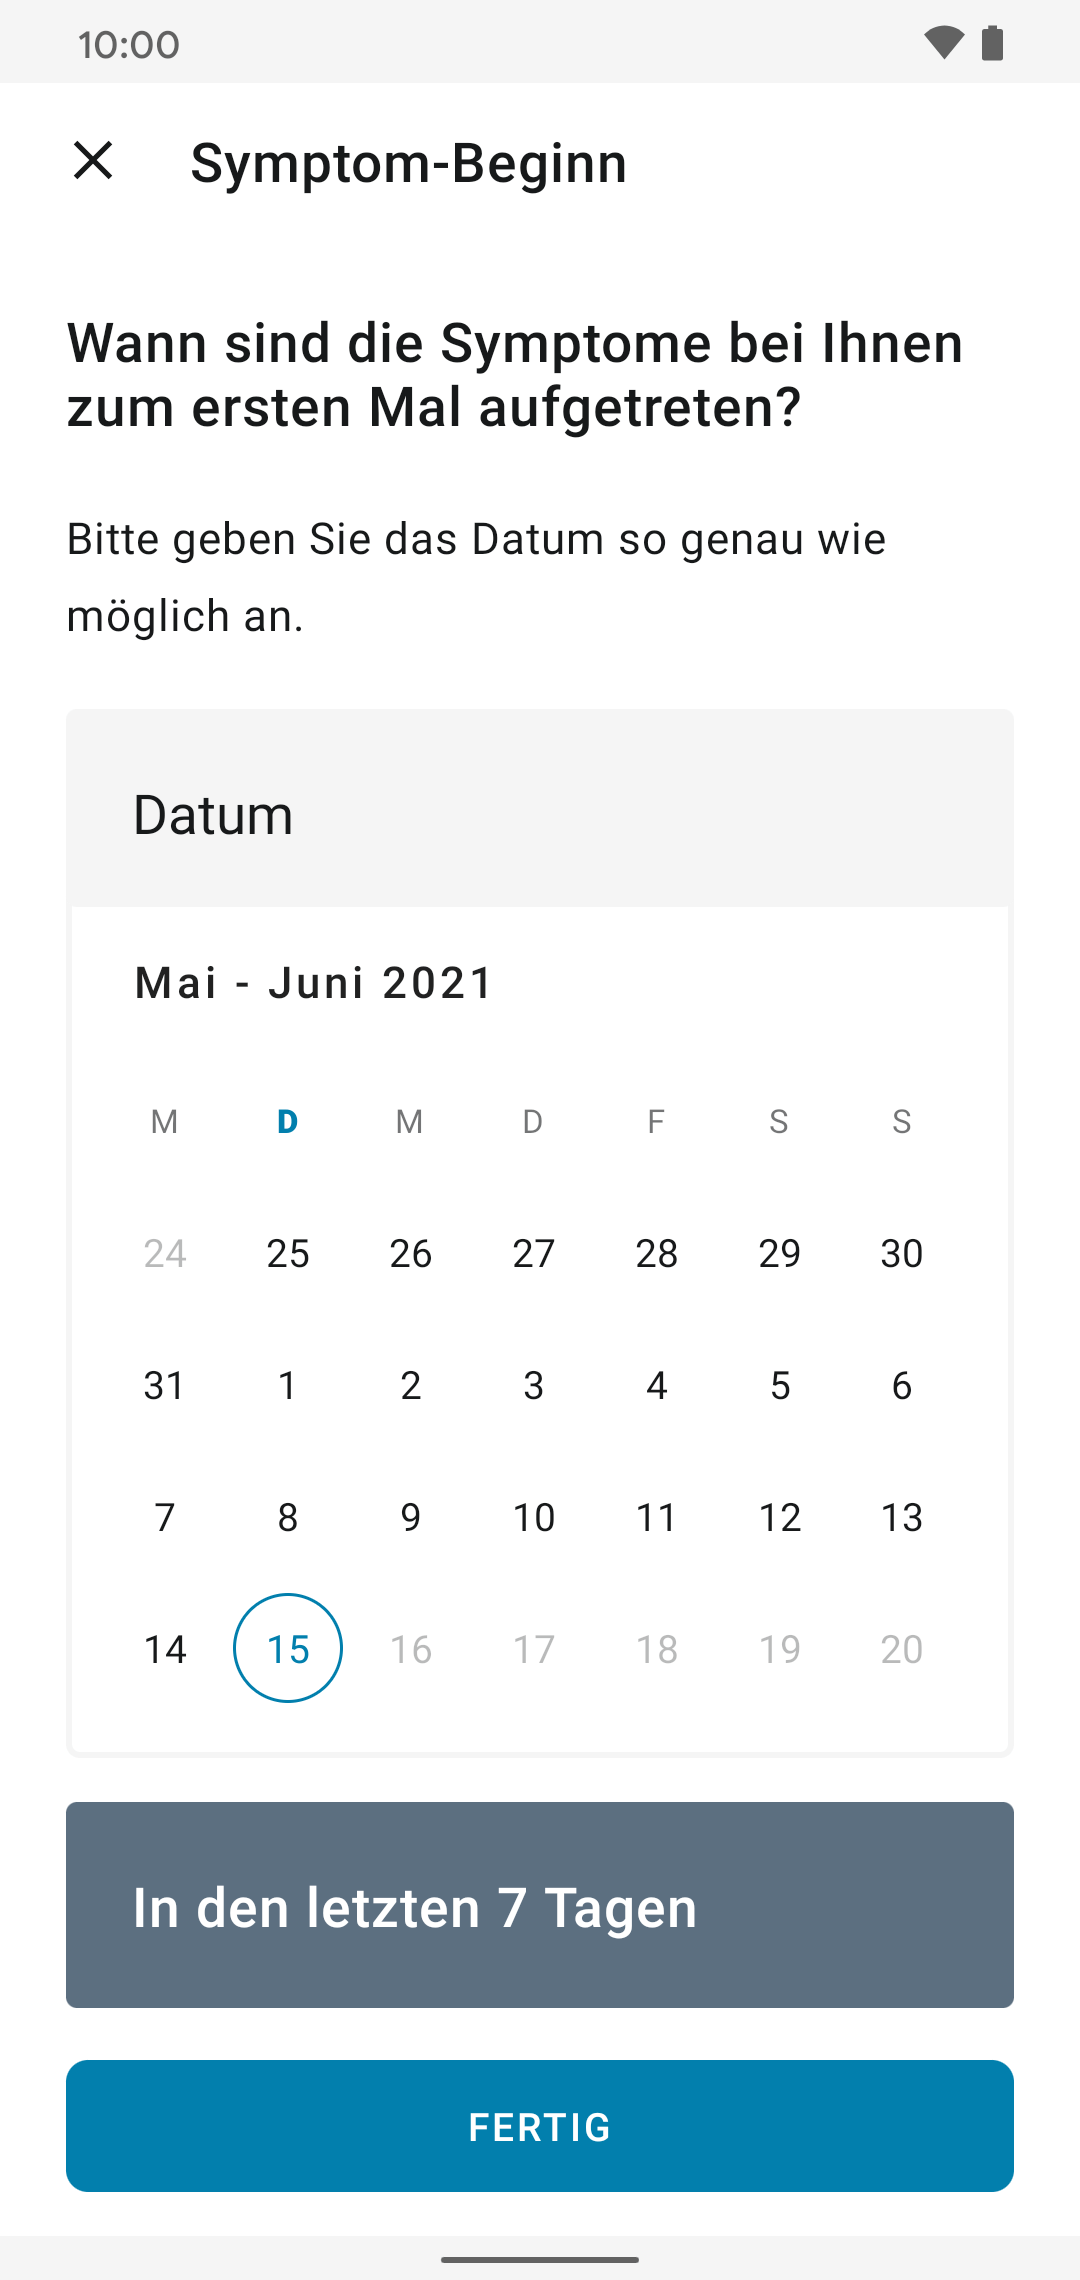 10:00
Symptom-Beginn
Wann sind die Symptome bei Ihnen
zum ersten Mal aufgetreten?
Bitte geben Sie das Datum so genau wie
möglich an.
Datum
Mai - Juni 2021
M D M D F S S
24 25 26 27 28 29 30
31 1 2 3 4 5 6
7 8 9 10 11 12 13
14 15 16 17 18 19 20
In den letzten 7 Tagen
FERTIG